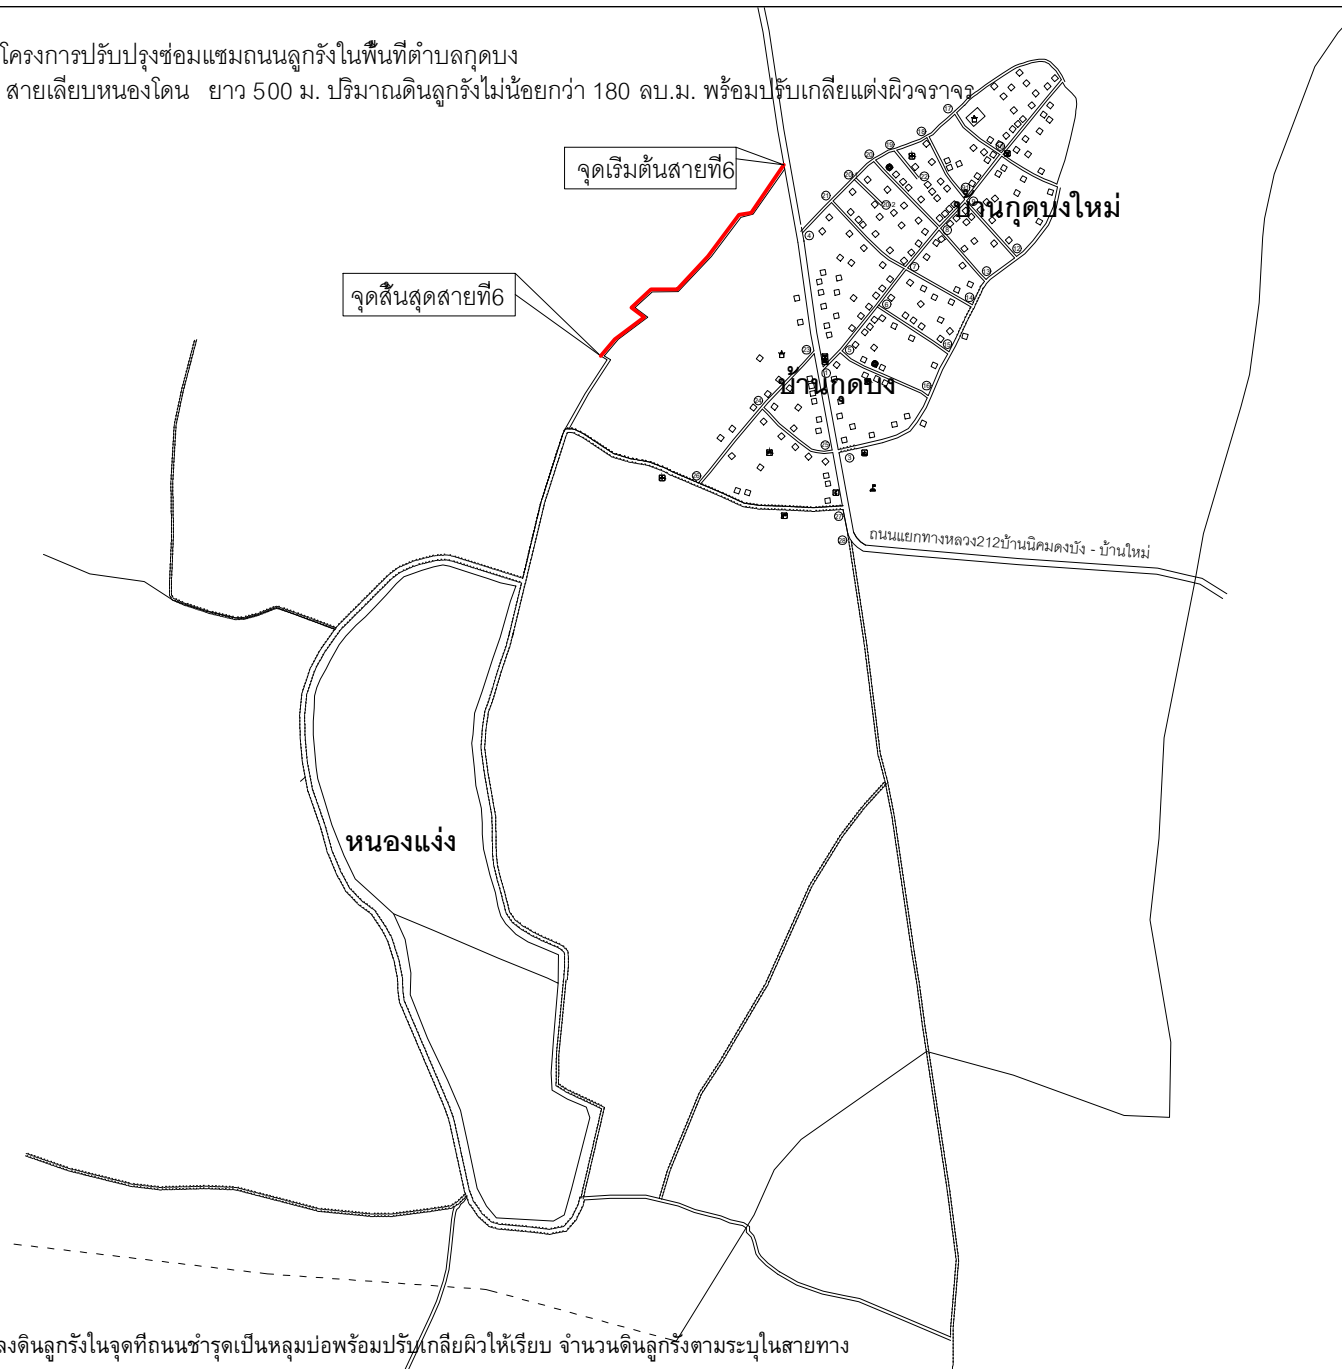 โครงการปรับปรุงซ่อมแซมถนนลูกรังในพื้นที่ตำบลกุดบง
สายเลียบหนองโดน ยาว 500 ม. ปริมาณดินลูกรังไม่น้อยกว่า 180 ลบ.ม. พร้อมปรับเกลี่ยแต่งผิวจราจร
จุดเริ่มต้นสายที่6
บ้านกุดบงใหม่
จุดสิ้นสุดสายที่6
บ้านกุดบง
ถนนแยกทางหลวง212บ้านนิคมดงบัง - บ้านใหม่
หนองแง่ง
ลงดินลูกรังในจุดที่ถนนชำรุดเป็นหลุมบ่อพร้อมปรับเกลี่ยผิวให้เรียบ จำนวนดินลูกรังตามระบุในสายทาง